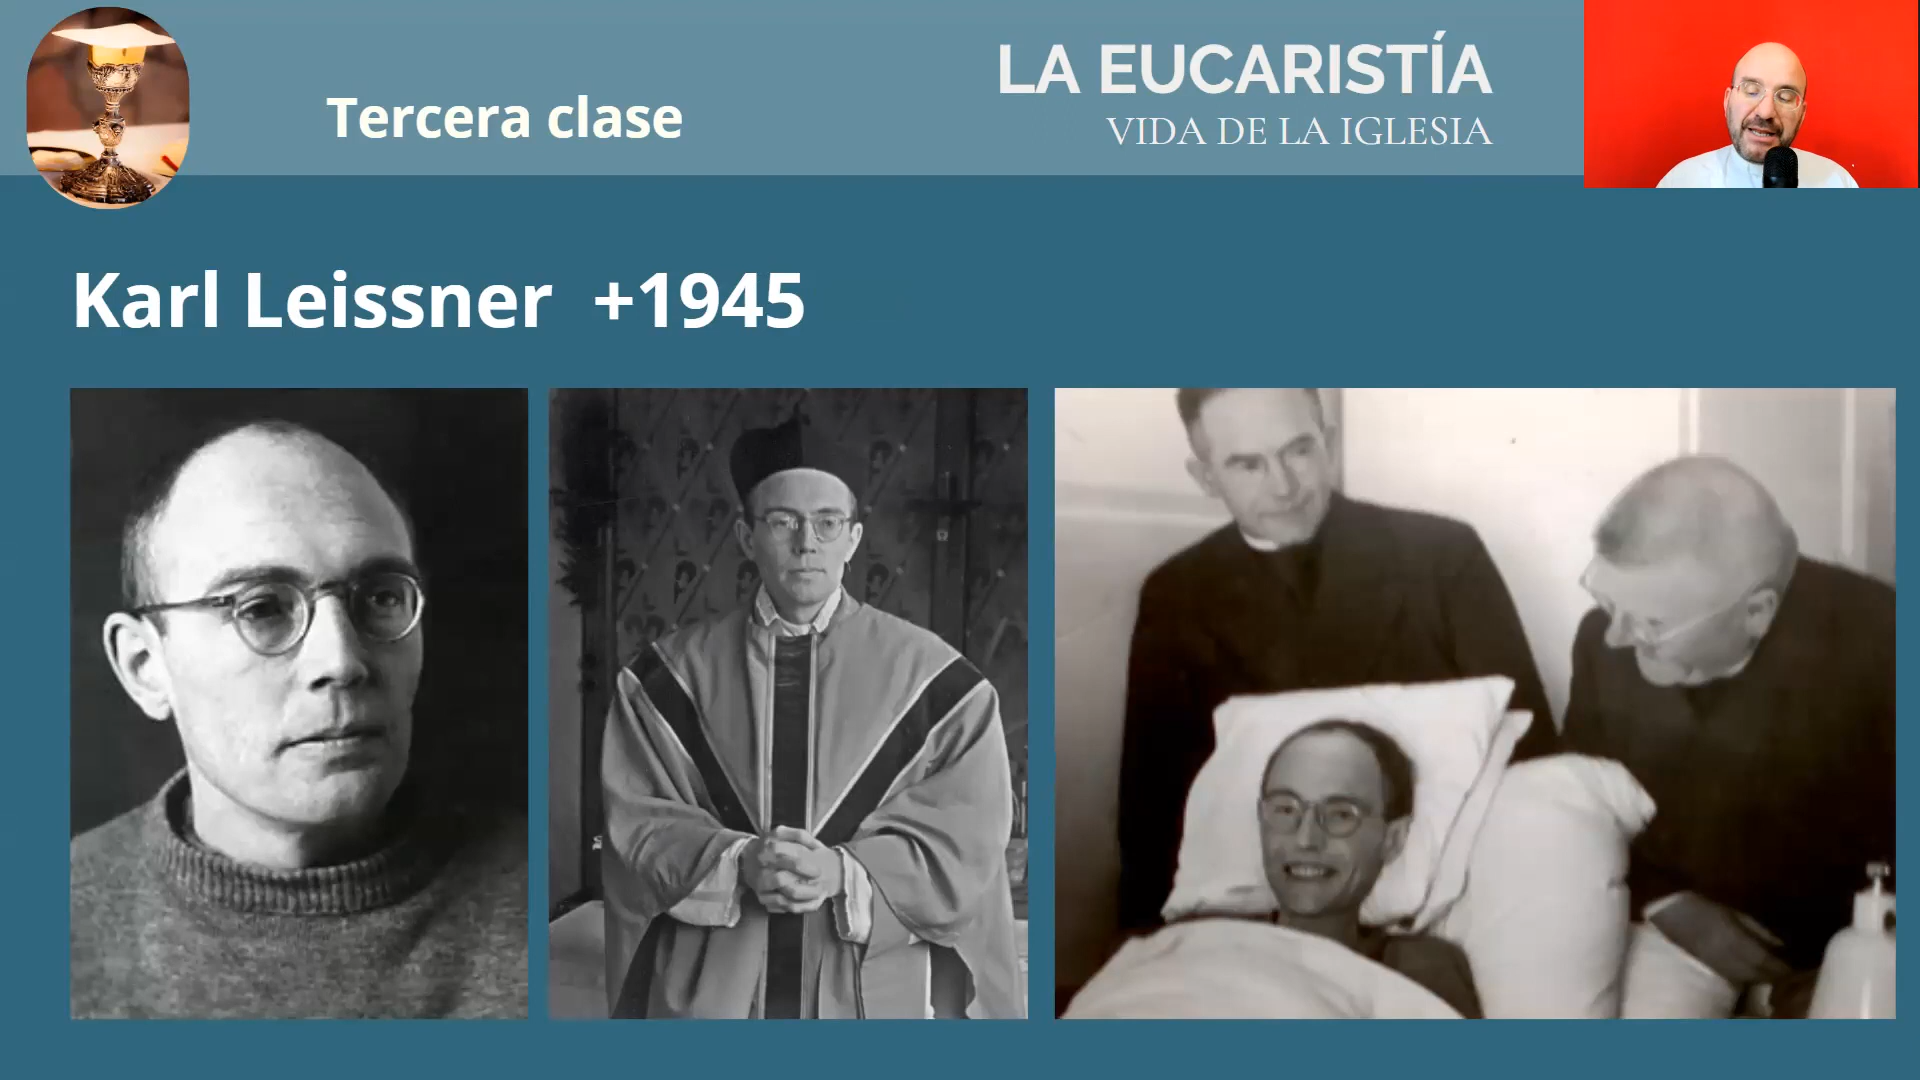 Tercera clase
LA EUCARISTÍA
VIDA DE LA IGLESIA
Karl Leissner +1945